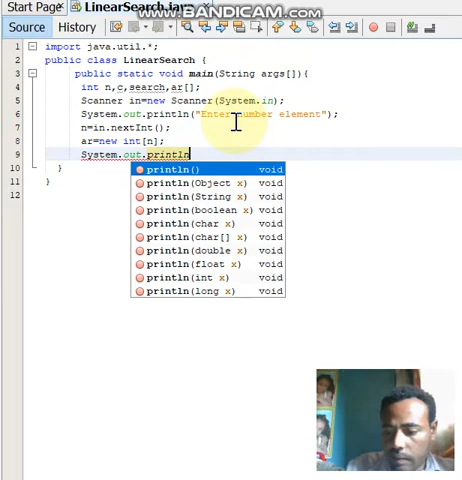 Start Page
LinearSearch.java
www.BANDICAM.com
Source
History
1 import java.util.*;
2 public class LinearSearch {
3 public static void main(String args[]){
4 int n,c,search,ar[];
5 Scanner in=new Scanner(System.in);
6 System.out.println("Enter number element");
7 n=in.nextInt();
8 ar=new int[n];
9 System.out.println
10 }
11 }
12
println() void
println(Object x) void
println(String x) void
println(boolean x) void
println(char x) void
println(char[] x) void
println(double x) void
println(float x) void
println(int x) void
println(long x) void